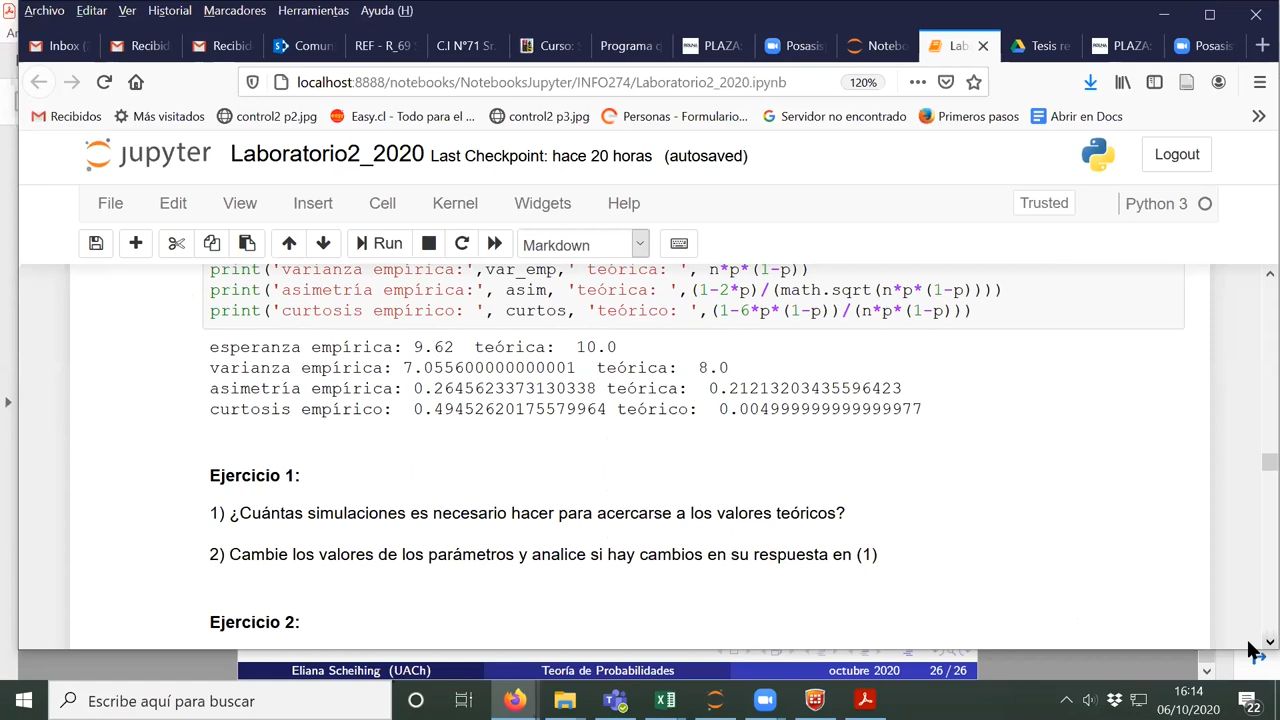 Archivo Editar Ver Historial Marcadores Herramientas Ayuda (H)
Inbox ( Recibid Recibid Comun REF - R_69 CJ N°71 Sr. Curso: Programa PLAZA: Posasis Notebo Lab Tesis re PLAZA: Posasis
localhost:8888/notebooks/NotebooksJupyter/INFO274/Laboratorio2_2020.ipynb 120%
Recibidos Más visitados control2 p2.jpg Easy.cl - Todo para el ... control2 p3.jpg Personas - Formulario... Servidor no encontrado Primeros pasos Abrir en Docs
jupyter Laboratorio2_2020 Last Checkpoint: hace 20 horas (autosaved) Logout
File Edit View Insert Cell Kernel Widgets Help Trusted Python 3
Run Markdown
print('varianza empírica:',var_emp,' teórica: ', n*p*(1-p))
print('asimetría empírica:', asim, 'teórica: ',(1-2*p)/(math.sqrt(n*p*(1-p))))
print('curtosis empírico: ', curtos, 'teórico: ',(1-6*p*(1-p))/(n*p*(1-p)))
esperanza empírica: 9.62 teórica: 10.0
varianza empírica: 7.055600000000001 teórica: 8.0
asimetría empírica: 0.2645623373130338 teórica: 0.21213203435596423
curtosis empírico: 0.49452620175579964 teórico: 0.004999999999999977
Ejercicio 1:
1) ¿Cuántas simulaciones es necesario hacer para acercarse a los valores teóricos?
2) Cambie los valores de los parámetros y analice si hay cambios en su respuesta en (1)
Ejercicio 2:
Eliana Scheihing (UACh) Teoría de Probabilidades octubre 2020 26 / 26
Escribe aquí para buscar
16:14
06/10/2020
22